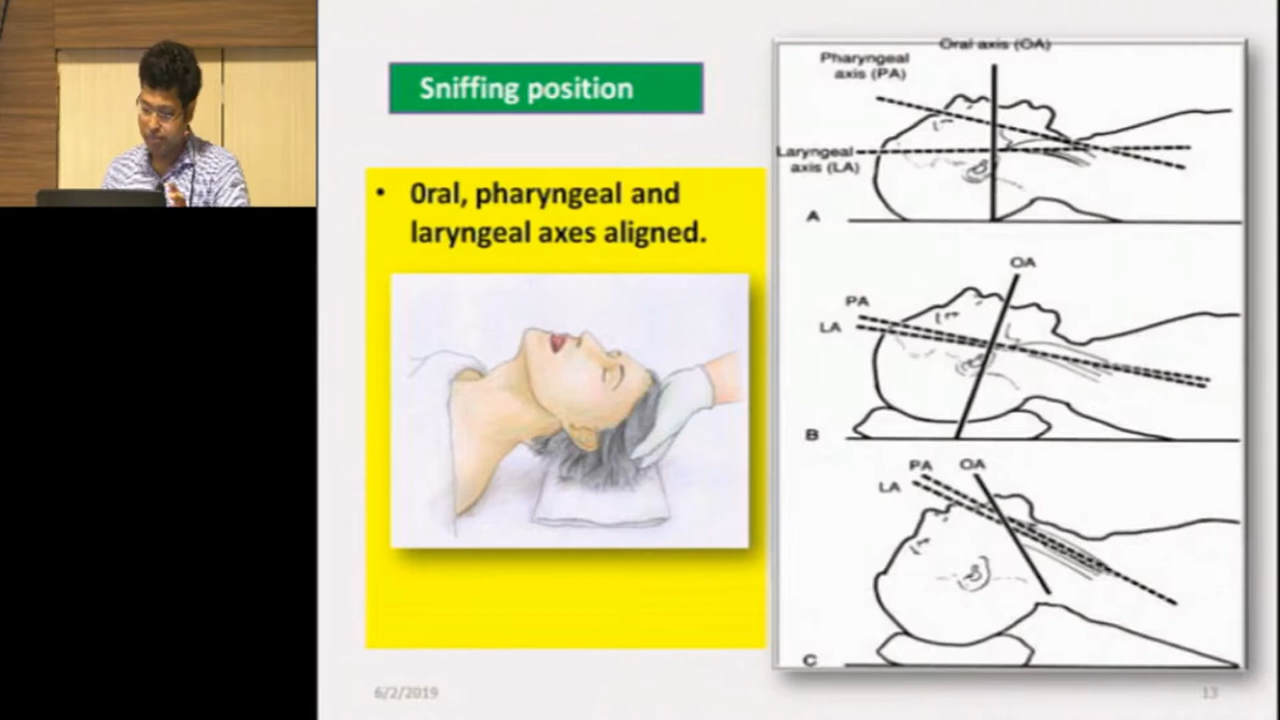 Sniffing position
• Oral, pharyngeal and
laryngeal axes aligned.
Oral axis (OA)
Pharyngeal
axis (PA)
Laryngeal
axis (LA)
A
OA
PA
LA
B
PA OA
LA
C
6/2/2019
13